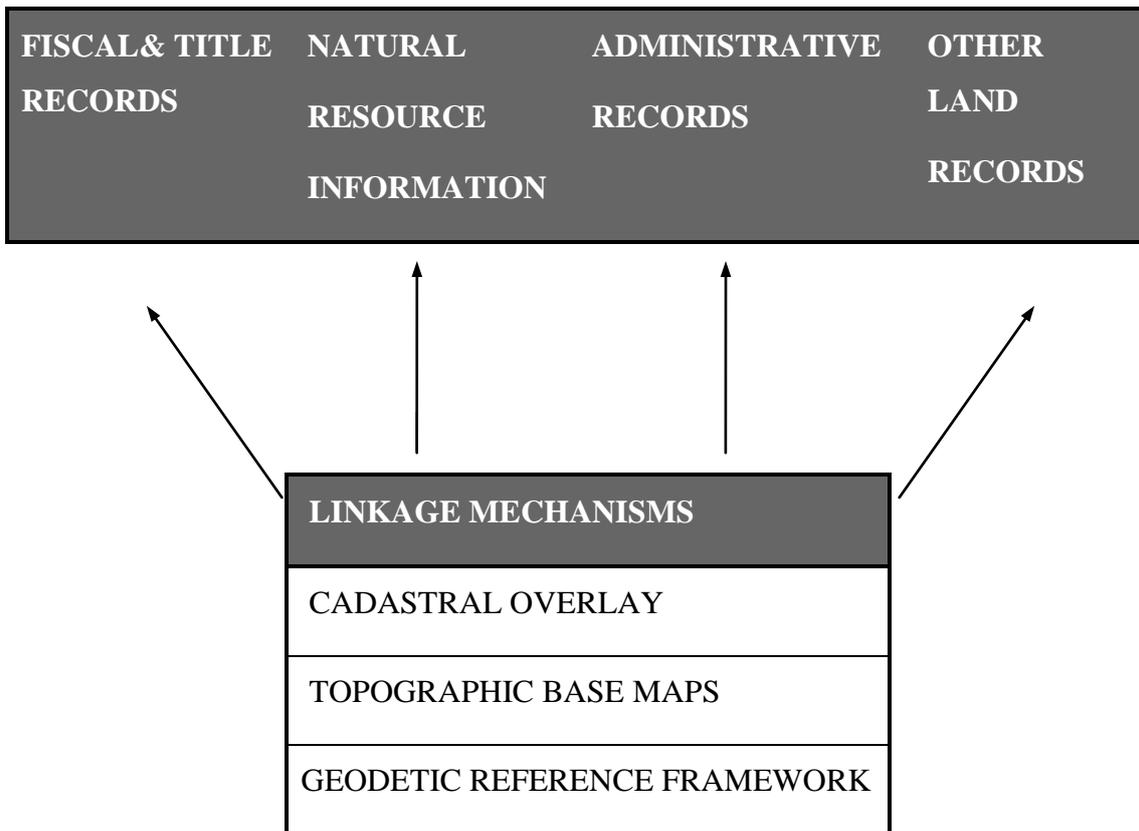 FISCAL& TITLE
RECORDS
NATURAL
RESOURCE
INFORMATION
ADMINISTRATIVE
RECORDS
OTHER
LAND
RECORDS
LINKAGE MECHANISMS
CADASTRAL OVERLAY
TOPOGRAPHIC BASE MAPS
GEODETIC REFERENCE FRAMEWORK